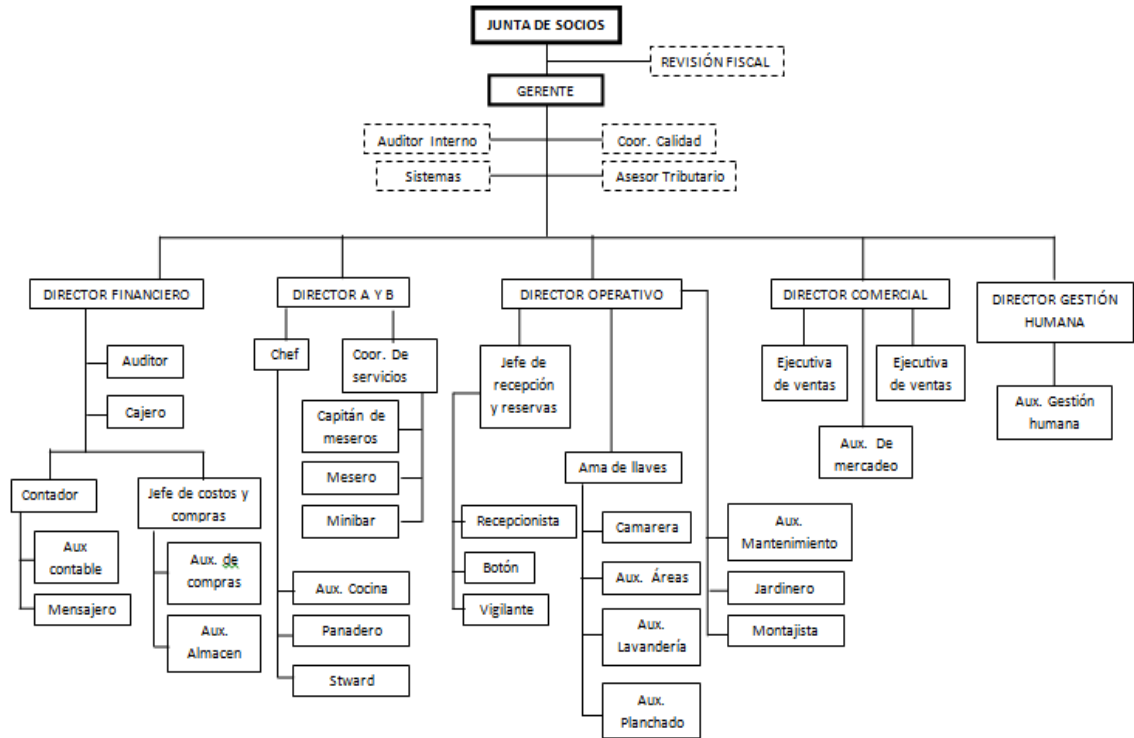 JUNTA DE SOCIOS
REVISIÓN FISCAL
GERENTE
Auditor Interno
Coor. Calidad
Sistemas
Asesor Tributario
DIRECTOR FINANCIERO
DIRECTOR A Y B
DIRECTOR OPERATIVO
DIRECTOR COMERCIAL
DIRECTOR GESTIÓN
HUMANA
Auditor
Cajero
Contador
Aux
contable
Mensajero
Jefe de costos y
compras
Aux. de
compras
Aux.
Almacen
Chef
Coor. De
servicios
Capitán de
meseros
Mesero
Minibar
Aux. Cocina
Panadero
Stward
Jefe de
recepción
y reservas
Recepcionista
Botón
Vigilante
Ama de llaves
Camarera
Aux. Áreas
Aux.
Lavandería
Aux.
Planchado
Aux.
Mantenimiento
Jardinero
Montajista
Ejecutiva
de ventas
Aux. De
mercadeo
Ejecutiva
de ventas
Aux. Gestión
humana